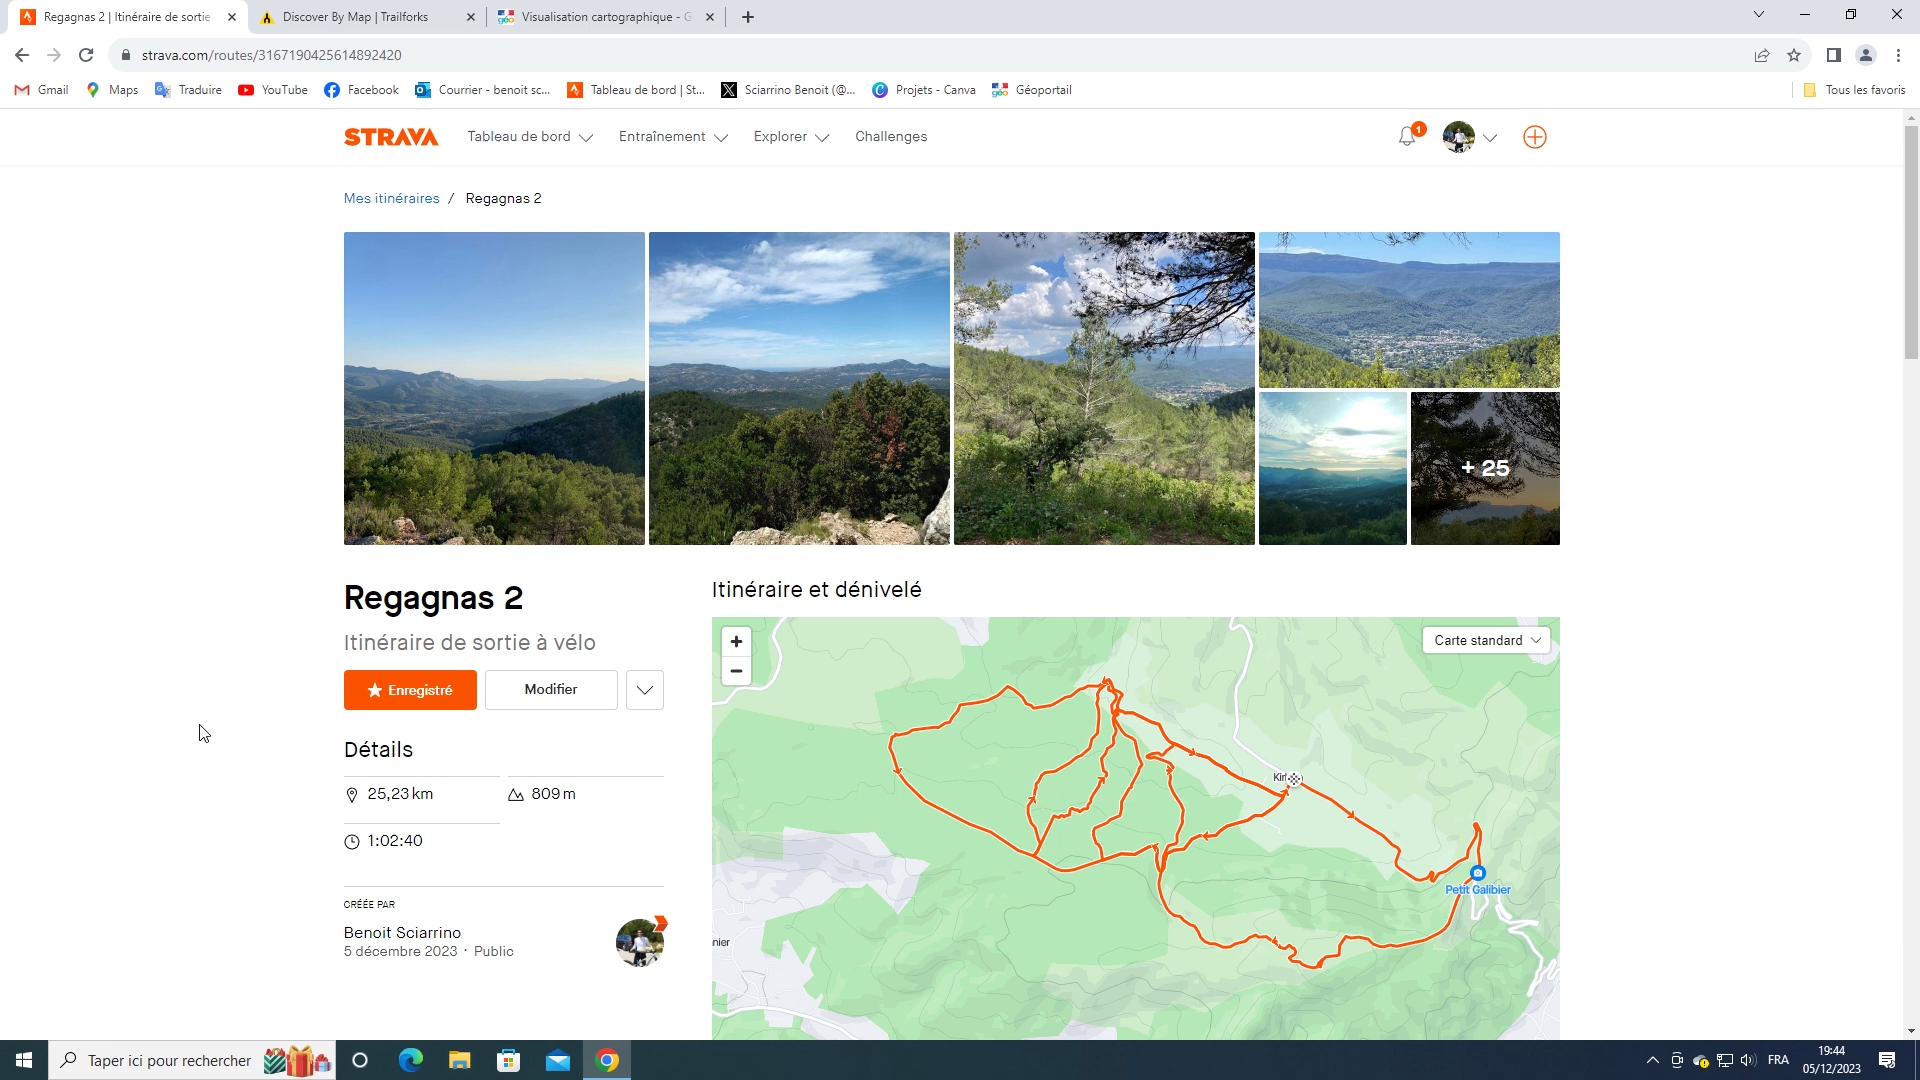 Regagnas 2 | Itinéraire de sortie
Discover By Map | Trailforks
Visualisation cartographique - G
strava.com/routes/3167190425614892420
Gmail
Maps
Traduire
YouTube
Facebook
Courrier - benoit sc...
Tableau de bord | St...
Sciarrino Benoit (@...
Projets - Canva
Géoportail
Tous les favoris
STRAVA
Tableau de bord
Entraînement
Explorer
Challenges
1
Mes itinéraires / Regagnas 2
+ 25
Regagnas 2
Itinéraire de sortie à vélo
Enregistré
Modifier
Détails
25,23 km
809 m
1:02:40
CRÉÉE PAR
Benoit Sciarrino
5 décembre 2023 · Public
Itinéraire et dénivelé
+
−
Carte standard
Petit Galibier
nier
Taper ici pour rechercher
FRA
19:44
05/12/2023